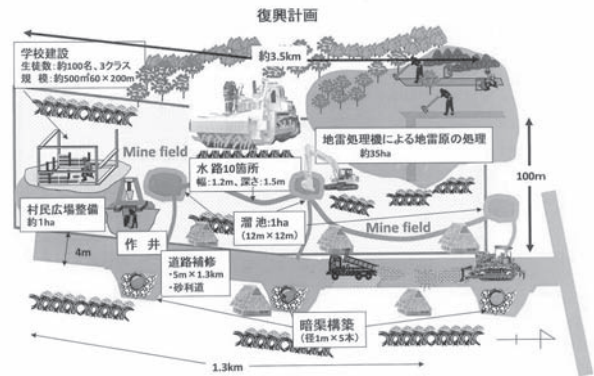 復興計画
学校建設
生徒数:約100名、3クラス
規 模:約500㎡60×200m
約3.5km
Mine field
地雷処理機による地雷原の処理
約35ha
水 路10箇所
幅:1.2m、深さ:1.5m
100m
村民広場整備
約1ha
溜 池:1ha
(12m×12m)
Mine field
作 井
4m
道路補修
・5m×1.3km
・砂利道
暗渠構築
(径1m×5本)
1.3km